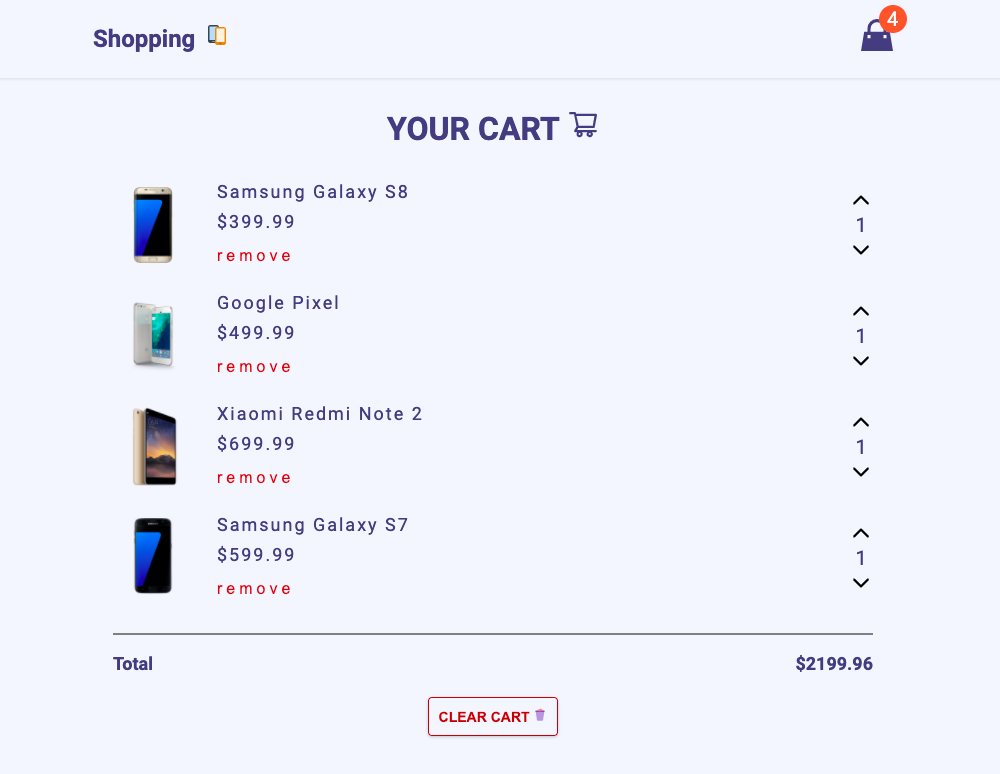 Shopping
4
YOUR CART
Samsung Galaxy S8
$399.99
remove
1
Google Pixel
$499.99
remove
1
Xiaomi Redmi Note 2
$699.99
remove
1
Samsung Galaxy S7
$599.99
remove
1
Total $2199.96
CLEAR CART